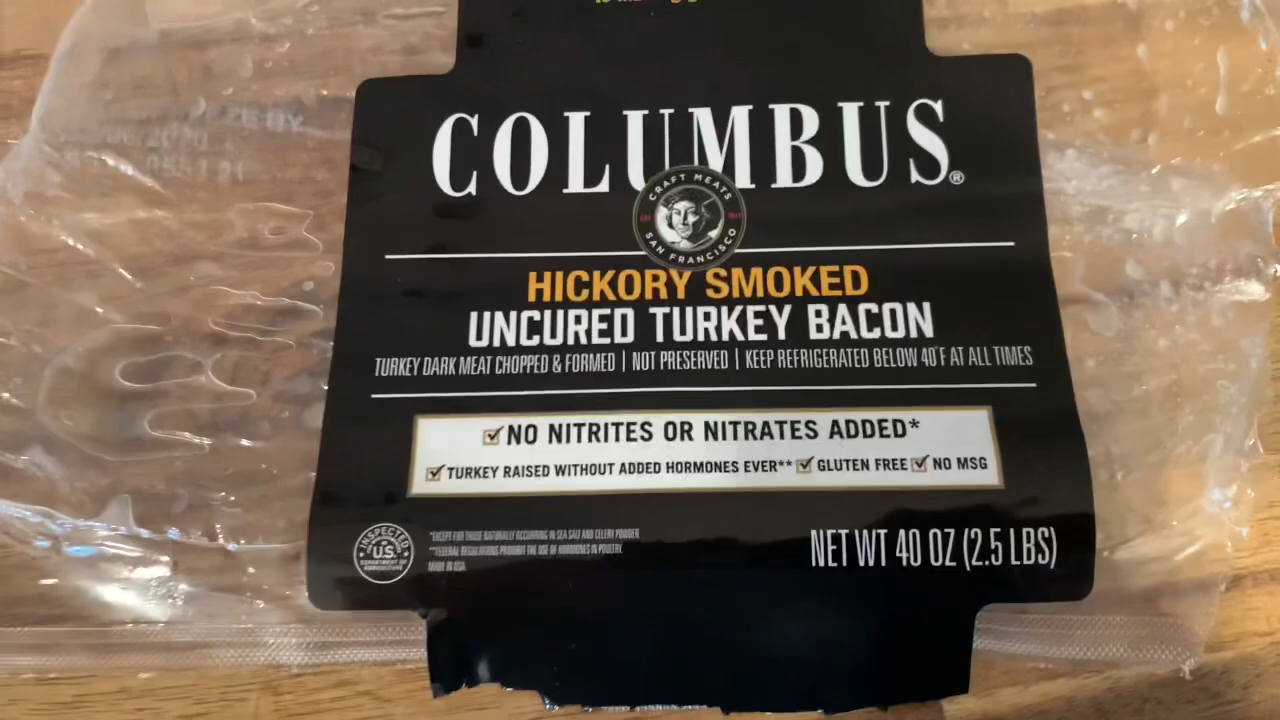 COLUMBUS®
CRAFT MEATS
SAN FRANCISCO
HICKORY SMOKED
UNCURED TURKEY BACON
TURKEY DARK MEAT CHOPPED & FORMED | NOT PRESERVED | KEEP REFRIGERATED BELOW 40°F AT ALL TIMES
NO NITRITES OR NITRATES ADDED*
TURKEY RAISED WITHOUT ADDED HORMONES EVER** GLUTEN FREE NO MSG
INSPECTED
U.S.
DEPARTMENT OF
AGRICULTURE
*EXCEPT FOR THOSE NATURALLY OCCURRING IN SEA SALT AND CELERY POWDER.
**FEDERAL REGULATIONS PROHIBIT THE USE OF HORMONES IN POULTRY.
MADE IN USA
NET WT 40 OZ (2.5 LBS)